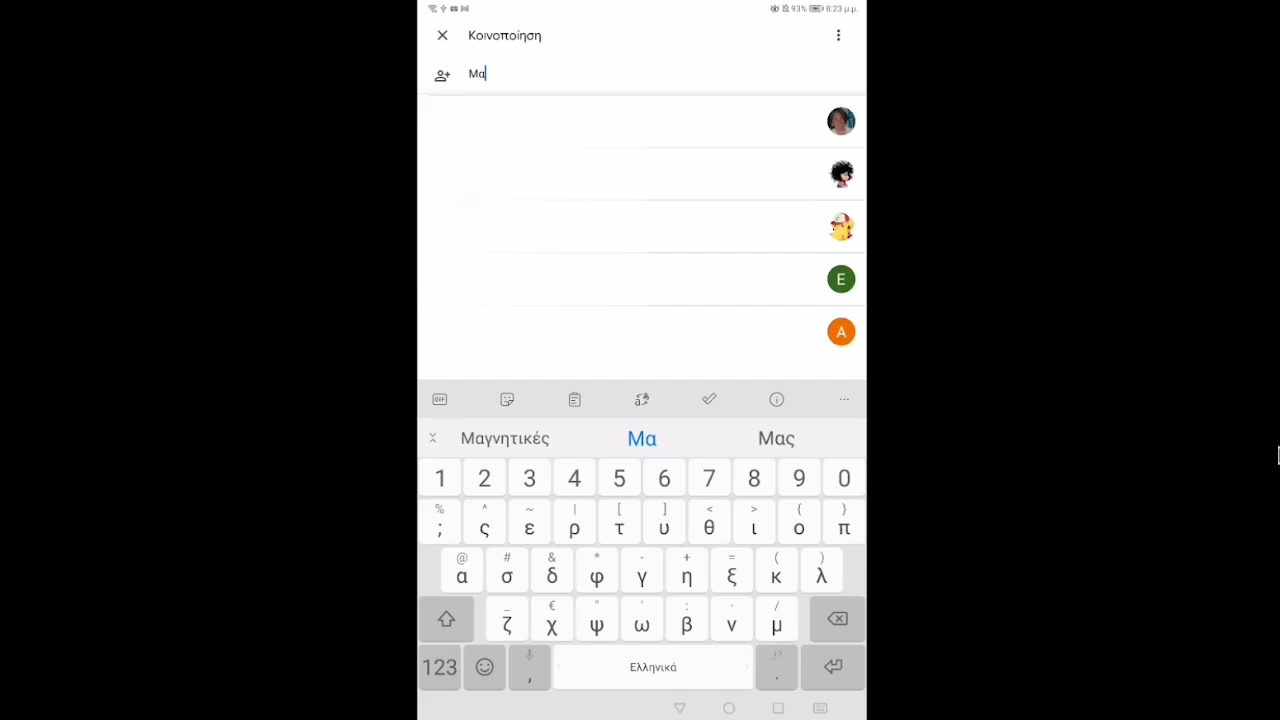 93% 8:23 μ.μ.
Κοινοποίηση
Μα
E
A
GIF
Μαγνητικές Μα Μας
1 2 3 4 5 6 7 8 9 0
% ^ ~ | [ ] < > { }
; ς ε ρ τ υ θ ι ο π
@ # & * - + = ( )
α σ δ φ γ η ξ κ λ
_ € " ' : · /
ζ χ ψ ω β ν μ
!?
123 , Ελληνικά .